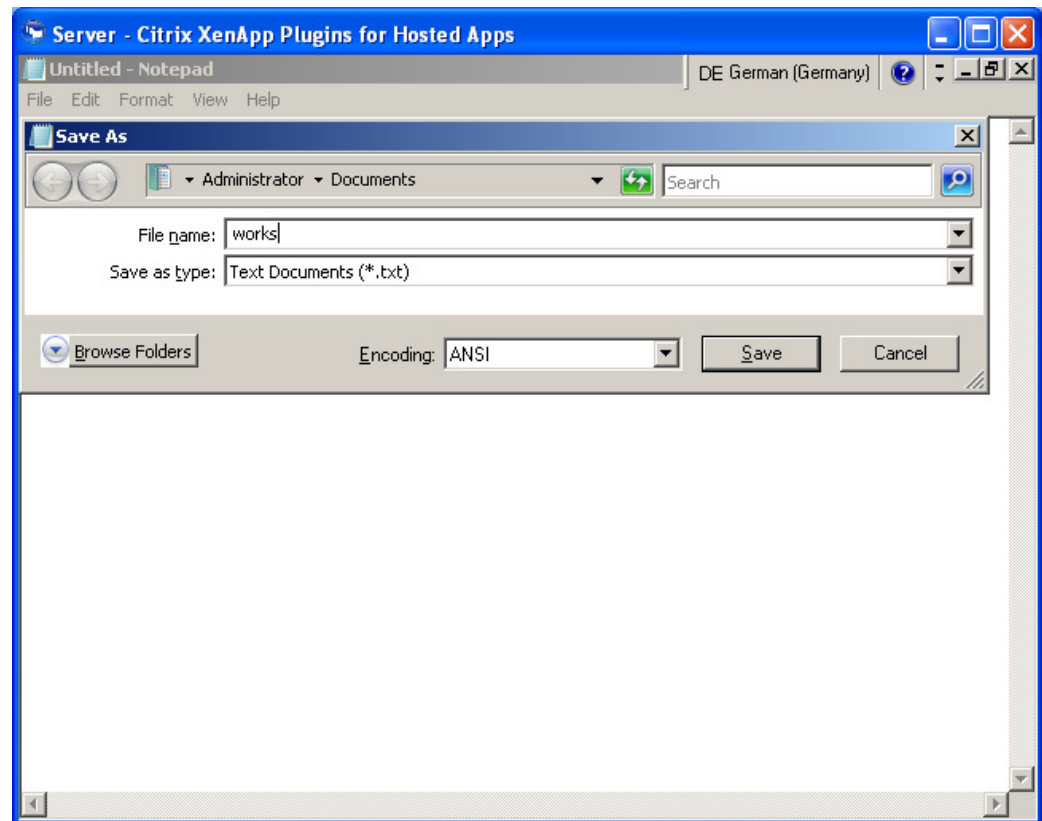 Server - Citrix XenApp Plugins for Hosted Apps
Untitled - Notepad
DE German (Germany)
File Edit Format View Help
Save As
Administrator Documents
Search
File name: works
Save as type: Text Documents (*.txt)
Browse Folders
Encoding: ANSI
Save
Cancel